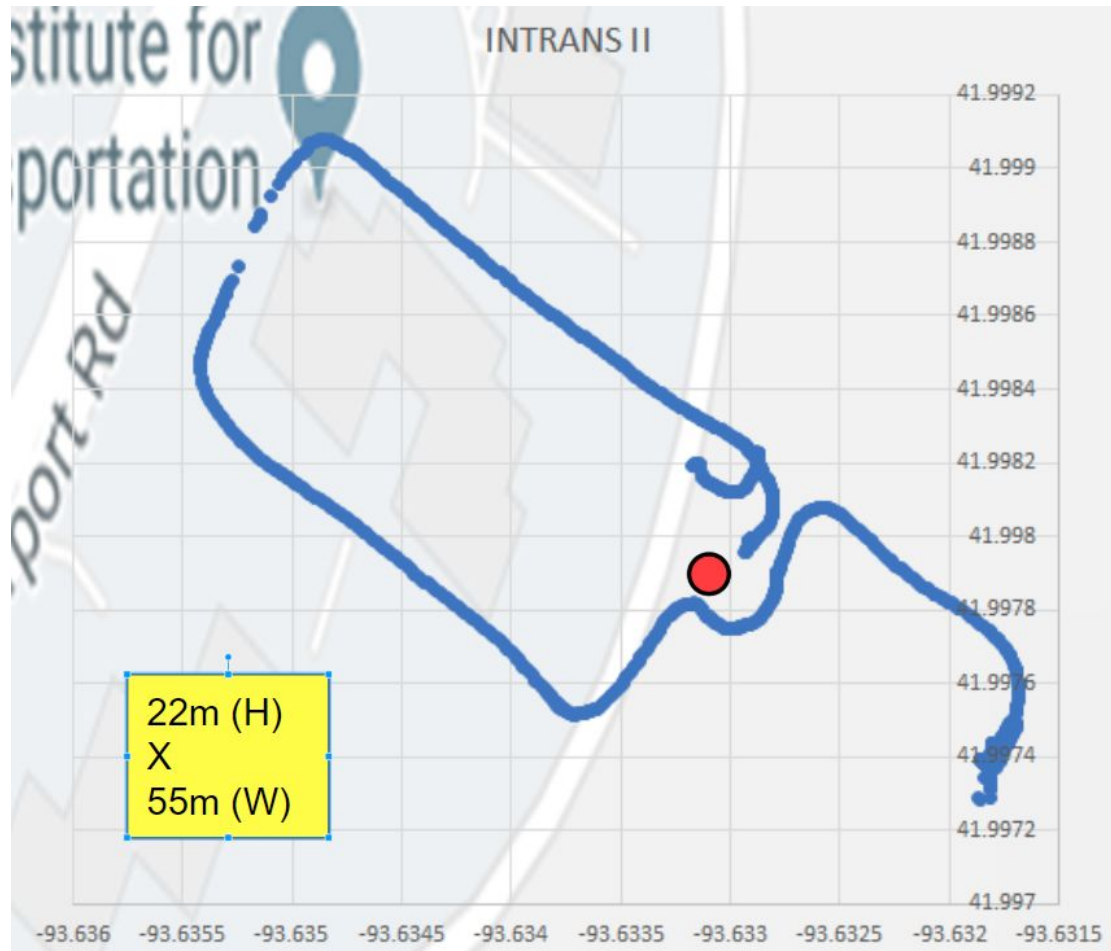 stitute for
INTRANS II
41.9992
sportation
41.999
41.9988
41.9986
port Rd
41.9984
41.9982
41.998
41.9978
41.9976
22m (H)
X
55m (W)
41.9974
41.9972
41.997
-93.636 -93.6355 -93.635 -93.6345 -93.634 -93.6335 -93.633 -93.6325 -93.632 -93.6315